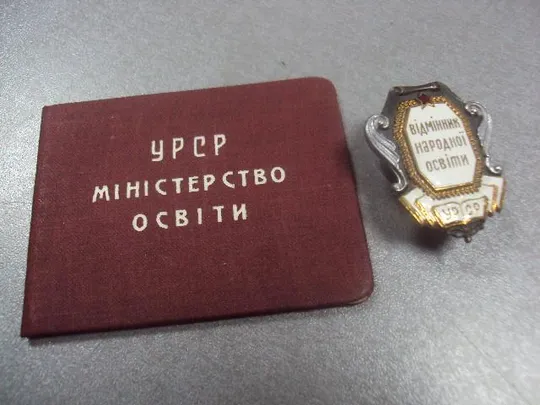 УРСР
МІНІСТЕРСТВО
ОСВІТИ
ВІДМІННИК
НАРОДНОЇ
ОСВІТИ
УРСР